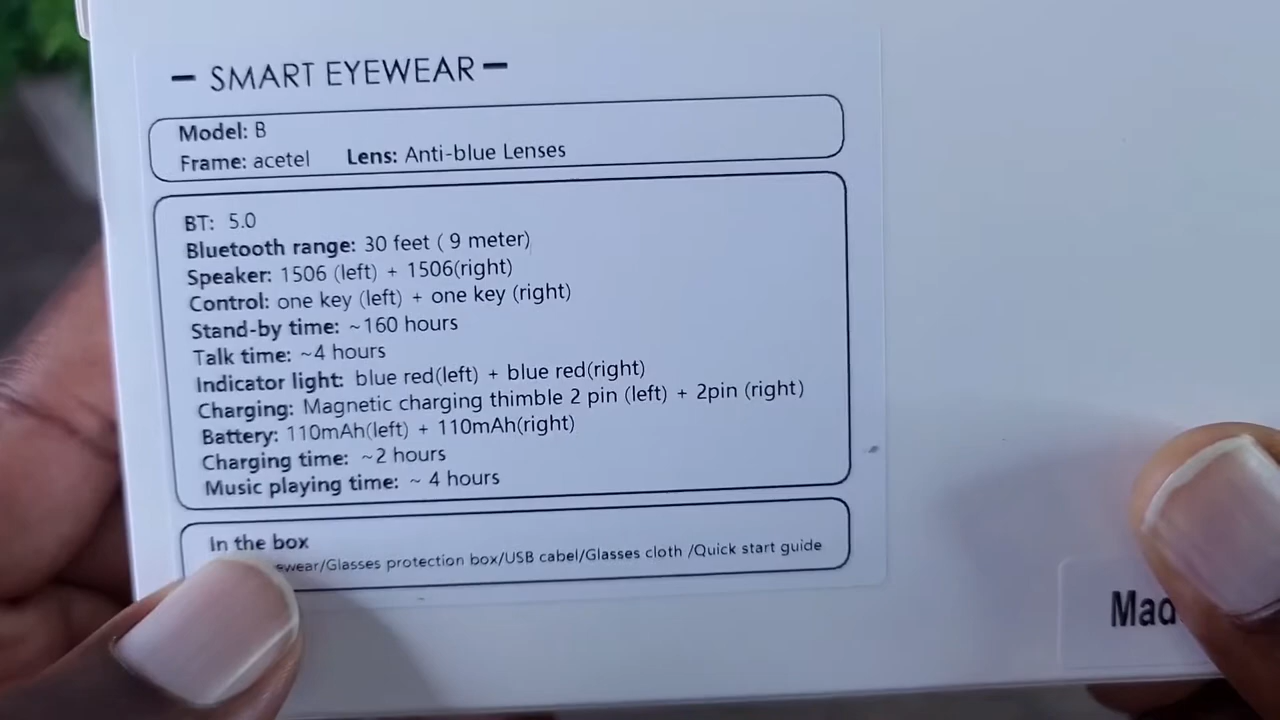 — SMART EYEWEAR —
Model: B
Frame: acetel Lens: Anti-blue Lenses
BT: 5.0
Bluetooth range: 30 feet ( 9 meter)
Speaker: 1506 (left) + 1506(right)
Control: one key (left) + one key (right)
Stand-by time: ~160 hours
Talk time: ~4 hours
Indicator light: blue red(left) + blue red(right)
Charging: Magnetic charging thimble 2 pin (left) + 2pin (right)
Battery: 110mAh(left) + 110mAh(right)
Charging time: ~2 hours
Music playing time: ~ 4 hours
In the box
/Glasses protection box/USB cabel/Glasses cloth /Quick start guide